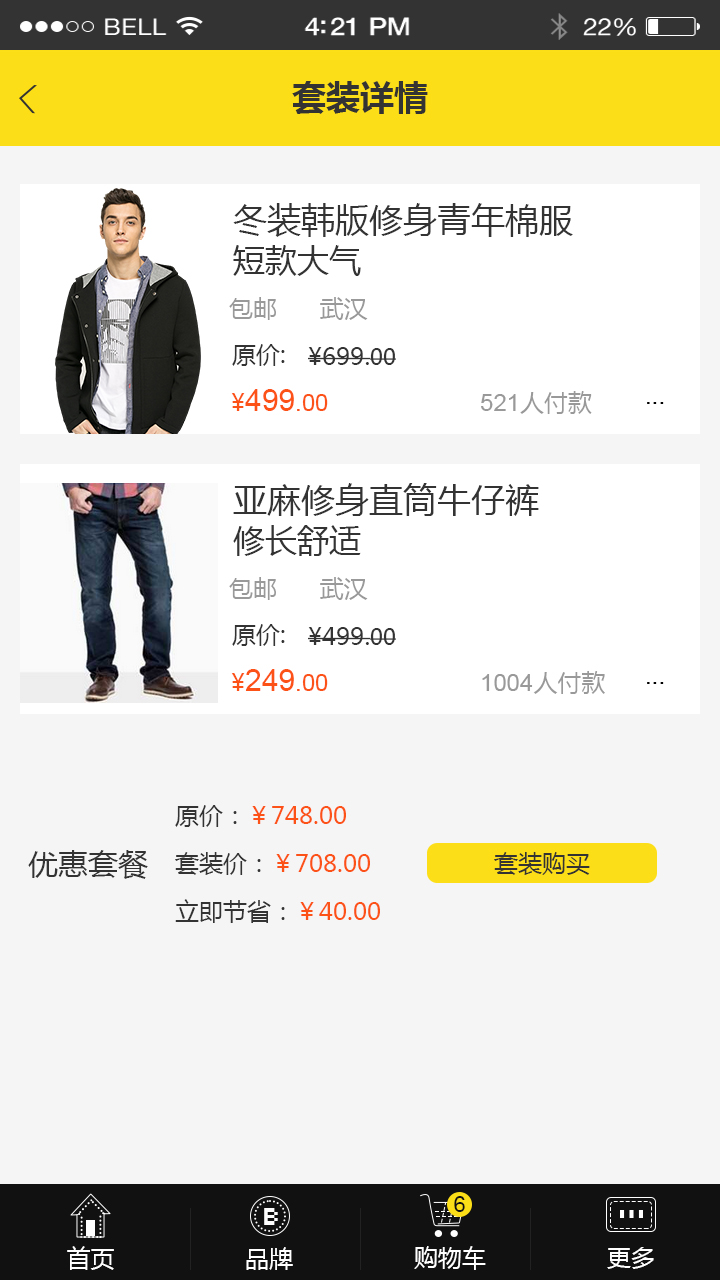 BELL 4:21 PM 22%
套装详情
冬装韩版修身青年棉服
短款大气
包邮 武汉
原价: ¥699.00
¥499.00 521人付款 ...
亚麻修身直筒牛仔裤
修长舒适
包邮 武汉
原价: ¥499.00
¥249.00 1004人付款 ...
原价：¥748.00
优惠套餐 套装价：¥708.00 套装购买
立即节省：¥40.00
B 6
首页 品牌 购物车 更多